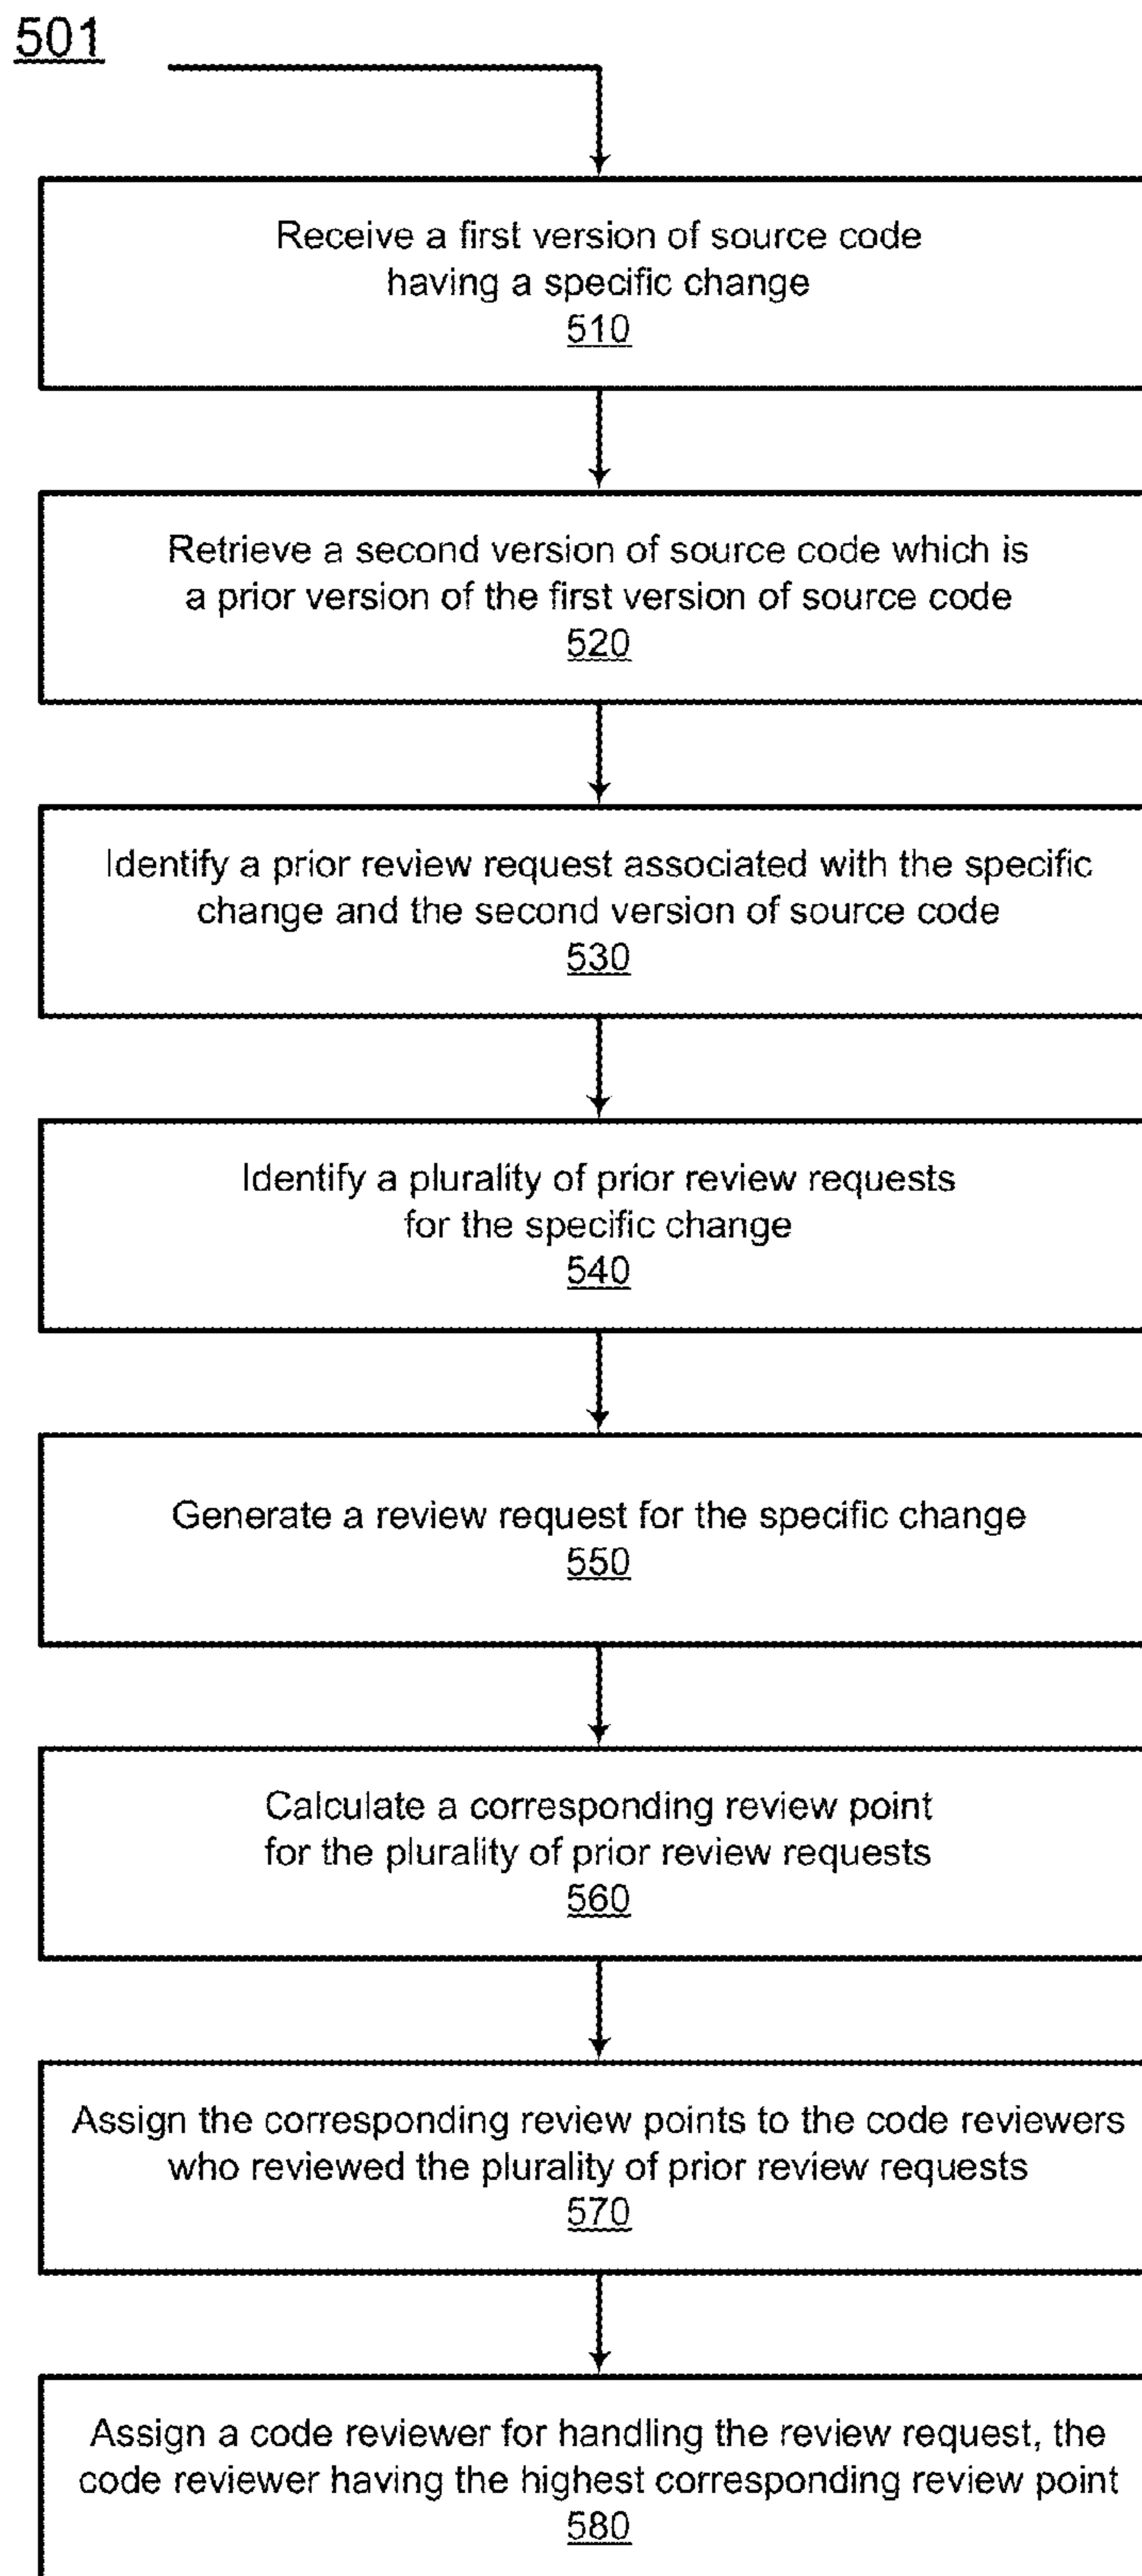 501
Receive a first version of source code
having a specific change
510
Retrieve a second version of source code which is
a prior version of the first version of source code
520
Identify a prior review request associated with the specific
change and the second version of source code
530
Identify a plurality of prior review requests
for the specific change
540
Generate a review request for the specific change
550
Calculate a corresponding review point
for the plurality of prior review requests
560
Assign the corresponding review points to the code reviewers
who reviewed the plurality of prior review requests
570
Assign a code reviewer for handling the review request, the
code reviewer having the highest corresponding review point
580